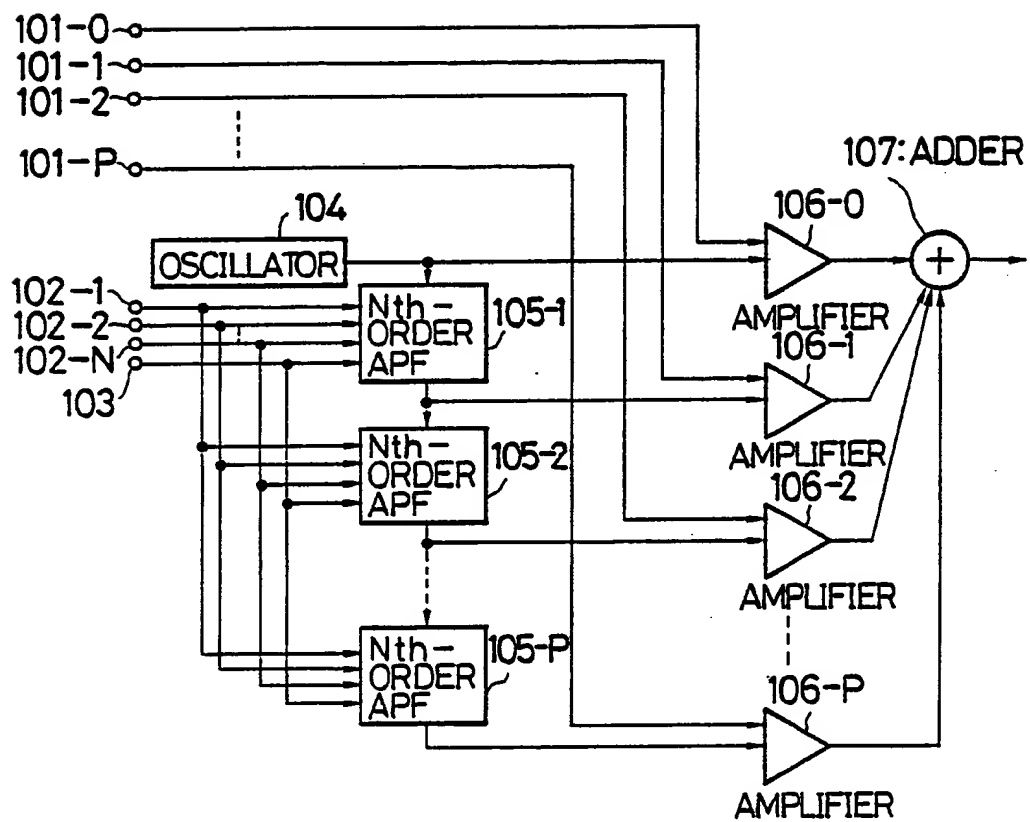 101-0
101-1
101-2
101-P
107:ADDER
104
106-0
OSCILLATOR
+
102-1
102-2
102-N
103
Nth-
ORDER
APF
105-1
AMPLIFIER
106-1
Nth-
ORDER
APF
105-2
AMPLIFIER
106-2
AMPLIFIER
Nth-
ORDER
APF
105-P
106-P
AMPLIFIER